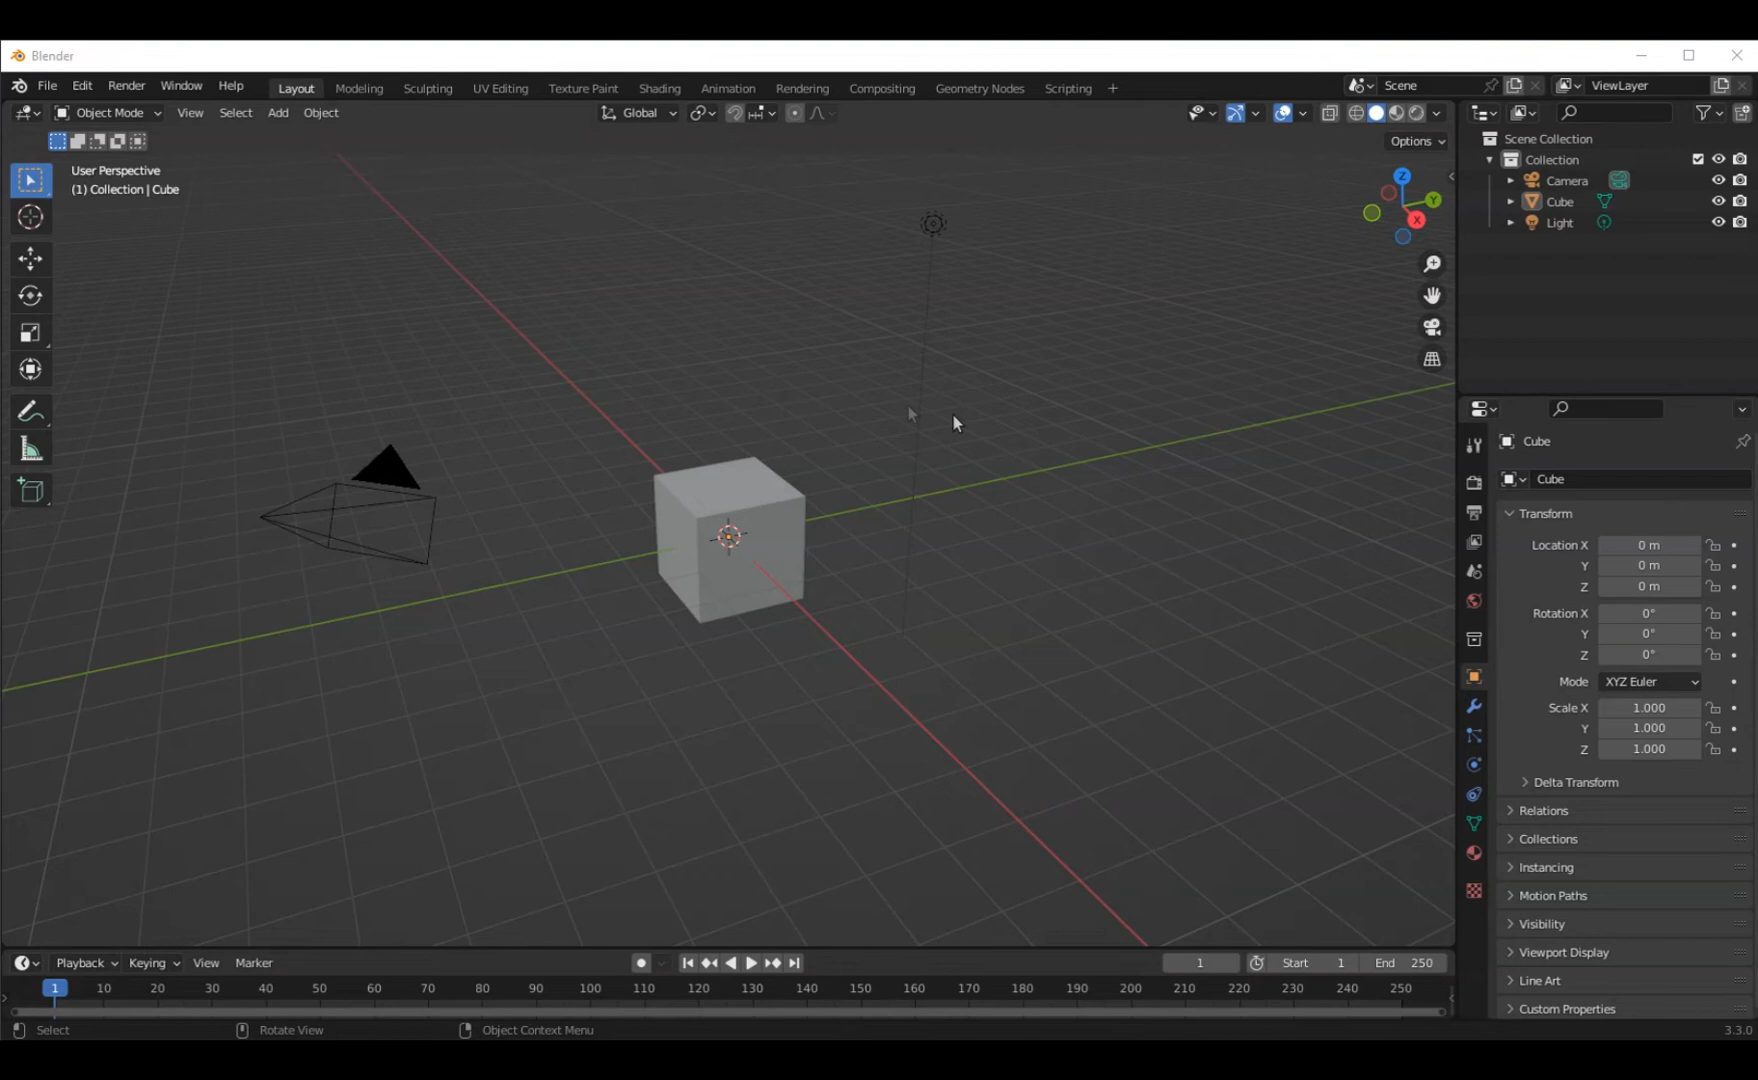 Blender
File Edit Render Window Help Layout Modeling Sculpting UV Editing Texture Paint Shading Animation Rendering Compositing Geometry Nodes Scripting + Scene ViewLayer
Object Mode View Select Add Object Global
Options
User Perspective
(1) Collection | Cube
Z
Y
X
Scene Collection
Collection
Camera
Cube
Light
Cube
Cube
Transform
Location X 0 m
Y 0 m
Z 0 m
Rotation X 0°
Y 0°
Z 0°
Mode XYZ Euler
Scale X 1.000
Y 1.000
Z 1.000
Delta Transform
Relations
Collections
Instancing
Motion Paths
Visibility
Viewport Display
Line Art
Custom Properties
Playback Keying View Marker 1 Start 1 End 250
1 10 20 30 40 50 60 70 80 90 100 110 120 130 140 150 160 170 180 190 200 210 220 230 240 250
Select Rotate View Object Context Menu 3.3.0